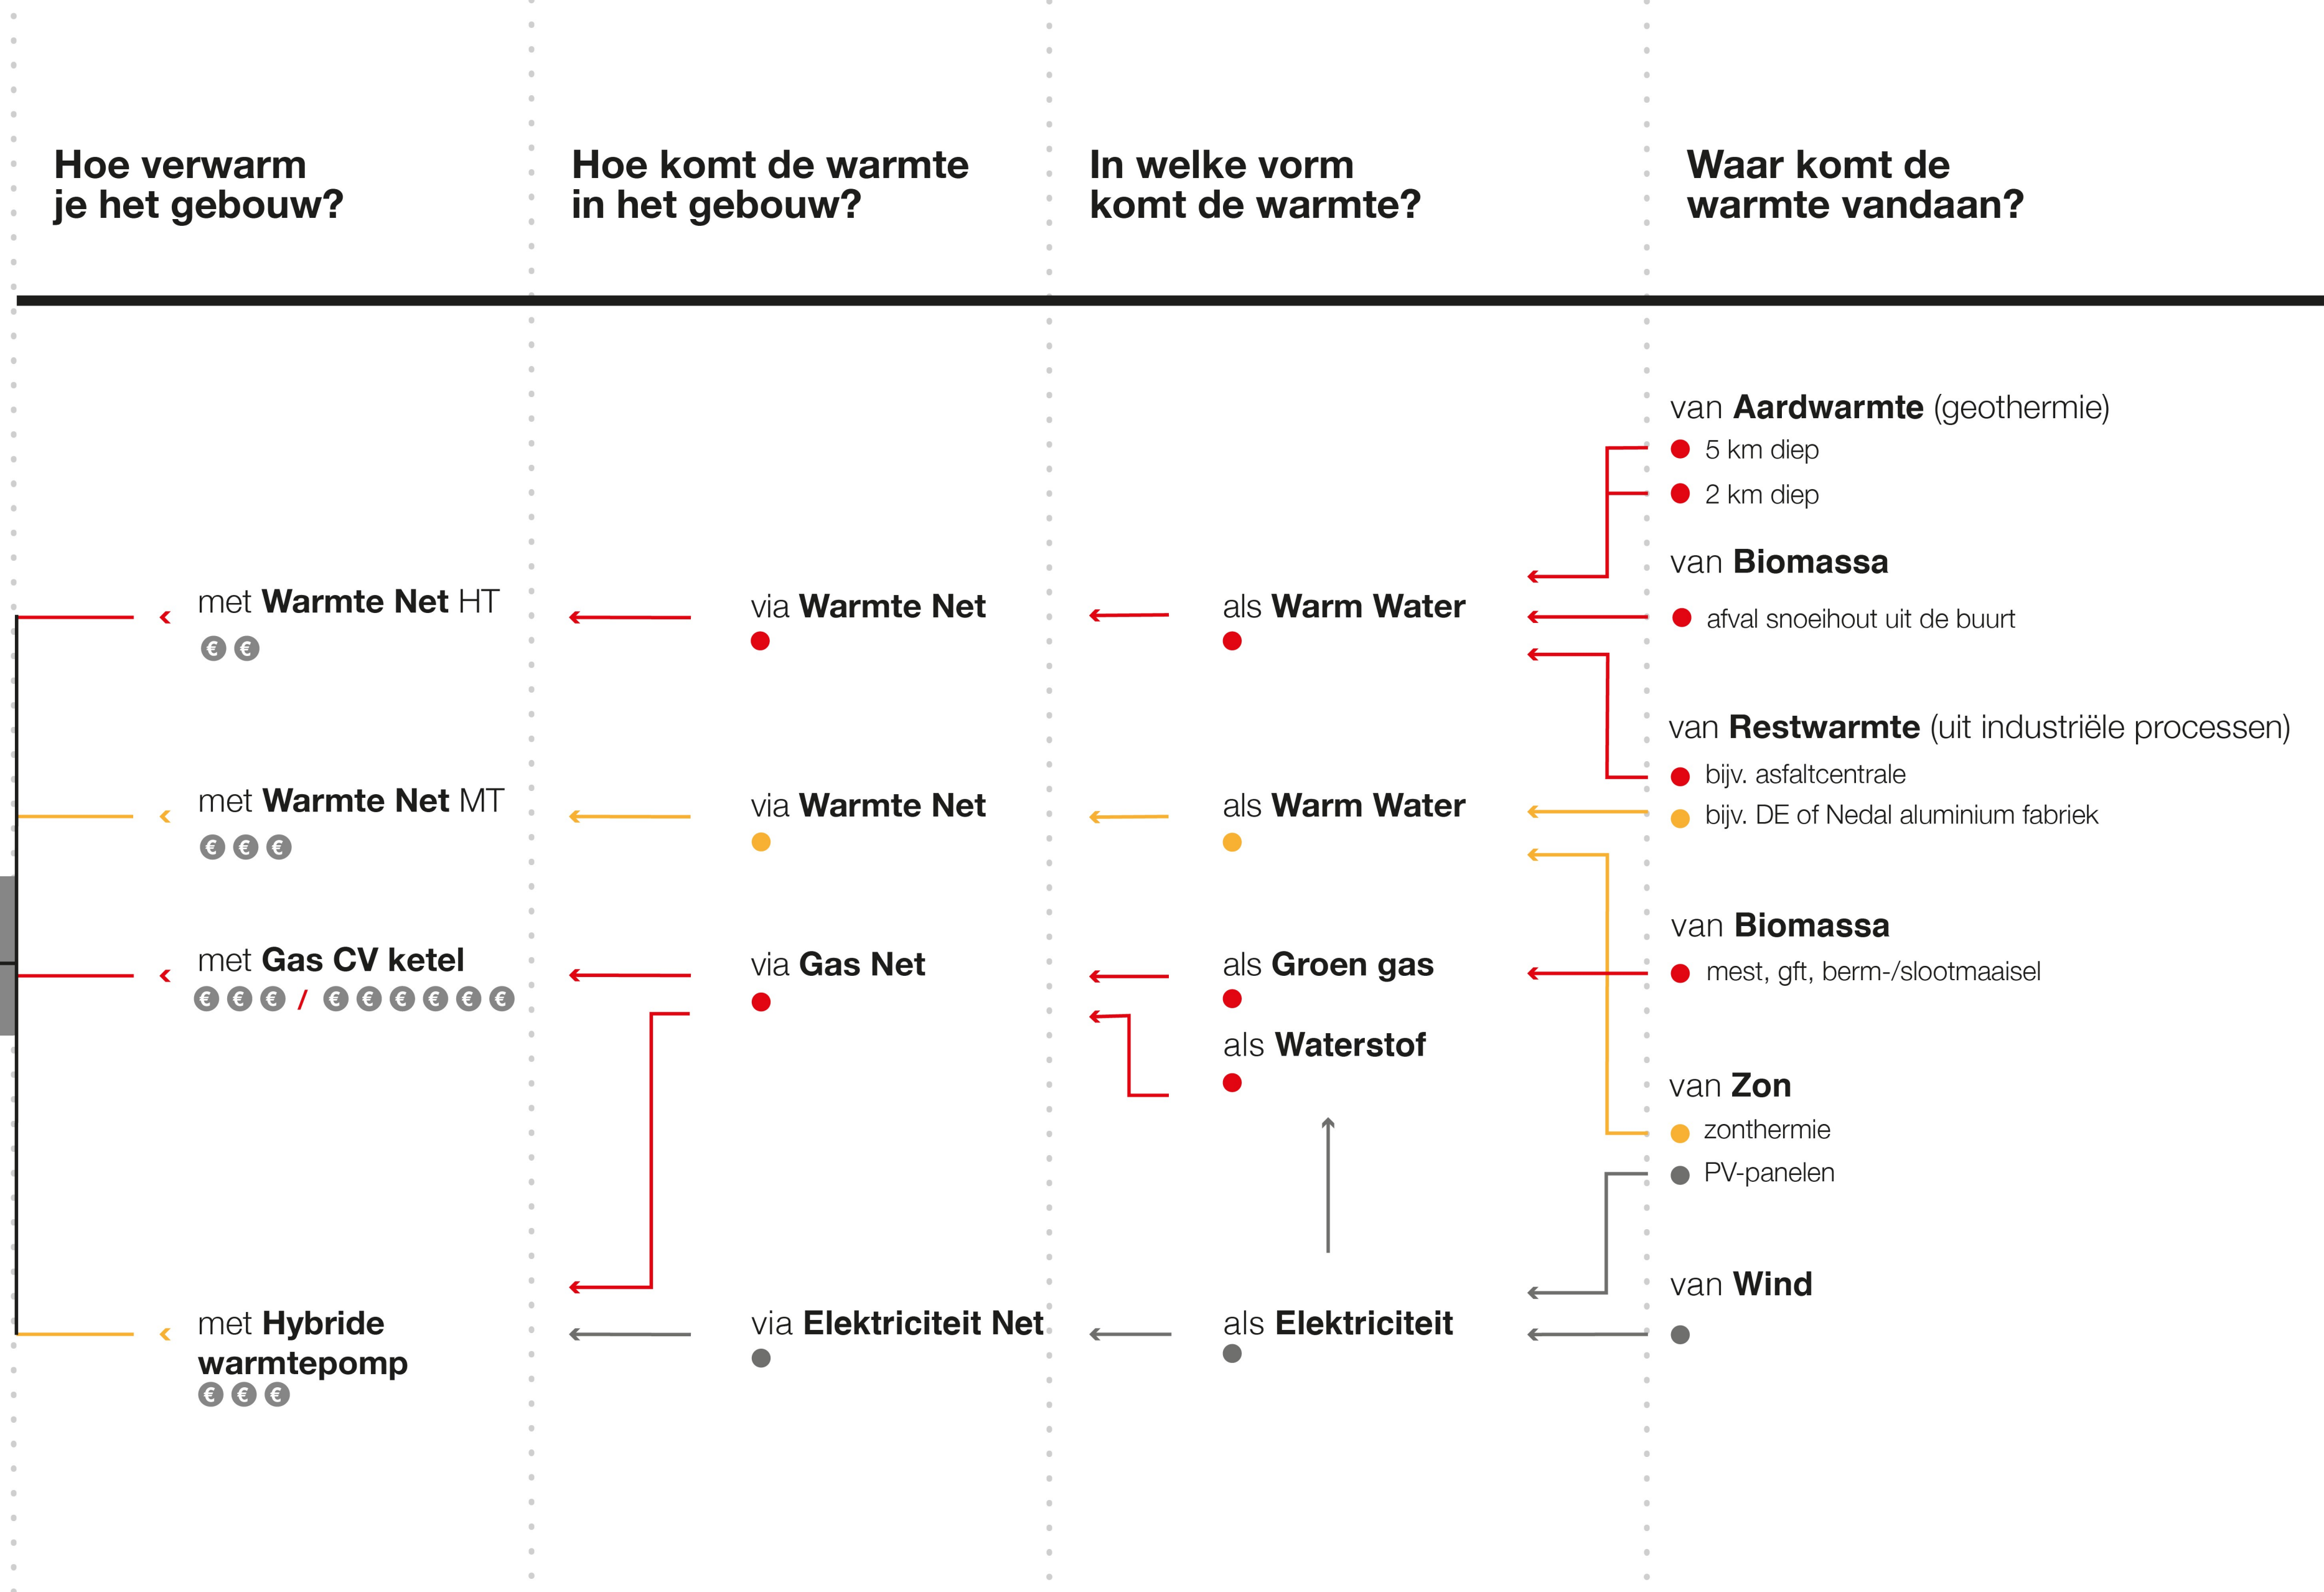 Hoe verwarm
je het gebouw?
Hoe komt de warmte
in het gebouw?
In welke vorm
komt de warmte?
Waar komt de
warmte vandaan?
met Warmte Net HT
€ €
met Warmte Net MT
€ € €
met Gas CV ketel
€ € € / € € € € € €
met Hybride
warmtepomp
€ € €
via Warmte Net
via Warmte Net
via Gas Net
via Elektriciteit Net
als Warm Water
als Warm Water
als Groen gas
als Waterstof
als Elektriciteit
van Aardwarmte (geothermie)
5 km diep
2 km diep
van Biomassa
afval snoeihout uit de buurt
van Restwarmte (uit industriële processen)
bijv. asfaltcentrale
bijv. DE of Nedal aluminium fabriek
van Biomassa
mest, gft, berm-/slootmaaisel
van Zon
zonthermie
PV-panelen
van Wind